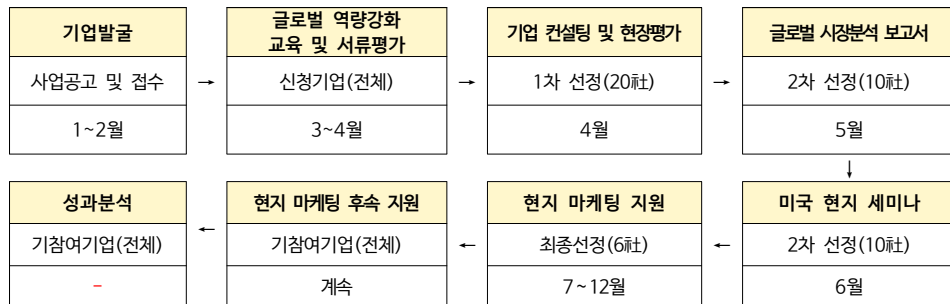 기업발굴
사업공고 및 접수
1~2월
→
글로벌 역량강화
교육 및 서류평가
신청기업(전체)
3~4월
→
기업 컨설팅 및 현장평가
1차 선정(20社)
4월
→
글로벌 시장분석 보고서
2차 선정(10社)
5월
↓
미국 현지 세미나
2차 선정(10社)
6월
←
현지 마케팅 지원
최종선정(6社)
7~12월
←
현지 마케팅 후속 지원
기참여기업(전체)
계속
←
성과분석
기참여기업(전체)
-